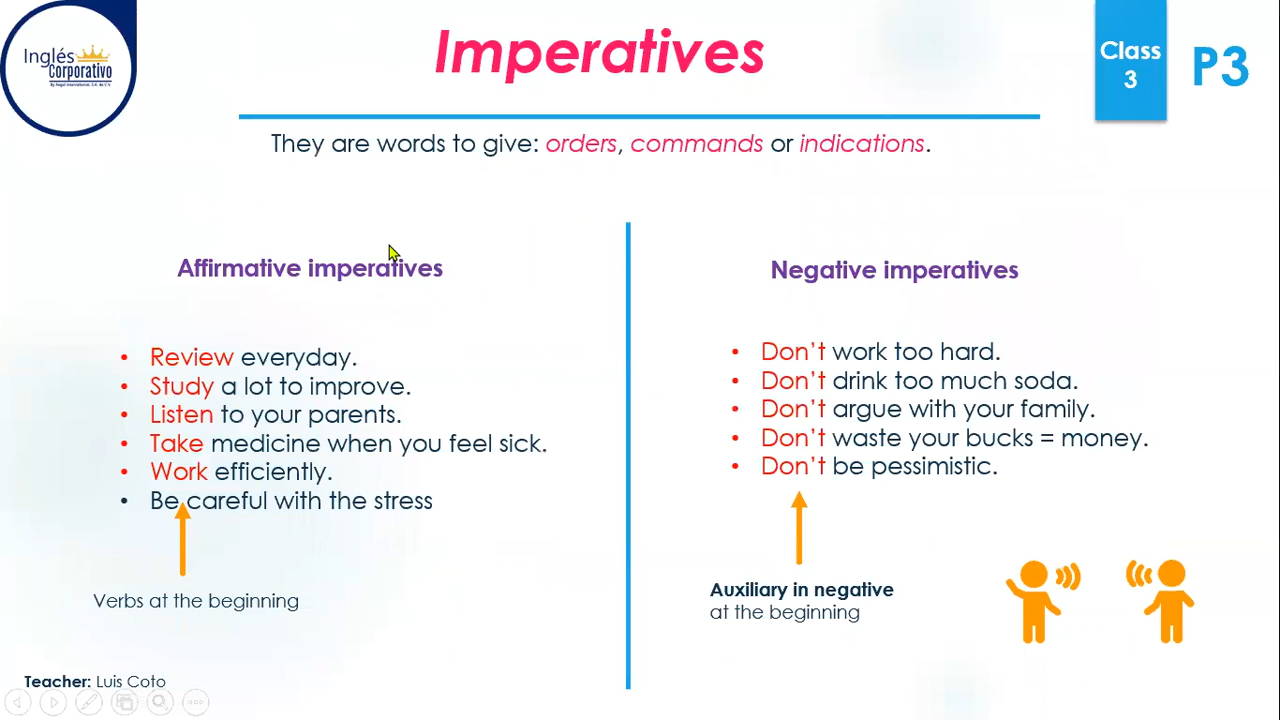 Inglés
Corporativo
Imperatives
Class
3
P3
They are words to give: orders, commands or indications.
Affirmative imperatives
• Review everyday.
• Study a lot to improve.
• Listen to your parents.
• Take medicine when you feel sick.
• Work efficiently.
• Be careful with the stress
Verbs at the beginning
Negative imperatives
• Don't work too hard.
• Don't drink too much soda.
• Don't argue with your family.
• Don't waste your bucks = money.
• Don't be pessimistic.
Auxiliary in negative
at the beginning
Teacher: Luis Coto